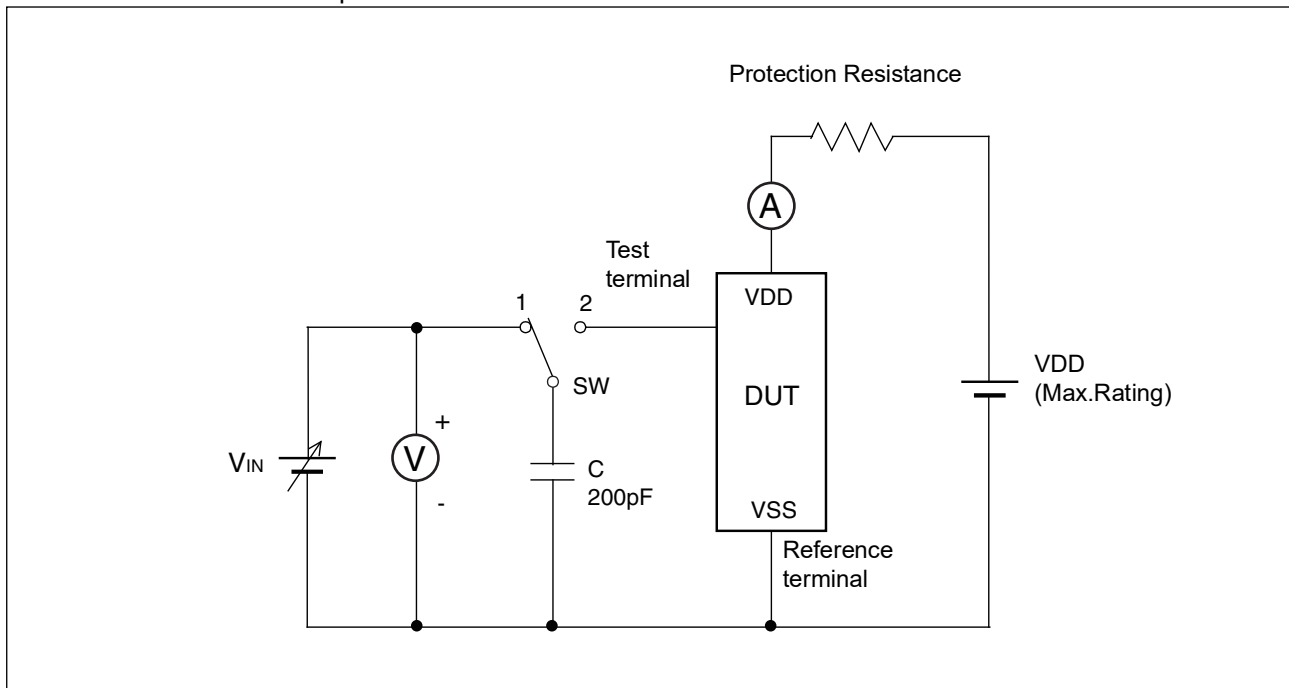 Protection Resistance
A
Test
terminal
1
2
VDD
SW
DUT
VDD
(Max.Rating)
+
VIN
V
C
200pF
-
VSS
Reference
terminal